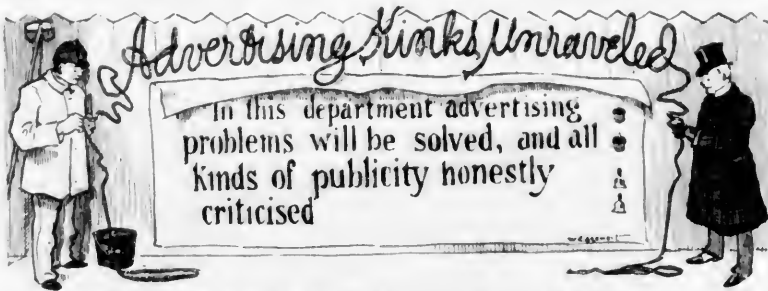 Advertising Kinks Unraveled
In this department advertising
problems will be solved, and all
kinds of publicity honestly
criticised